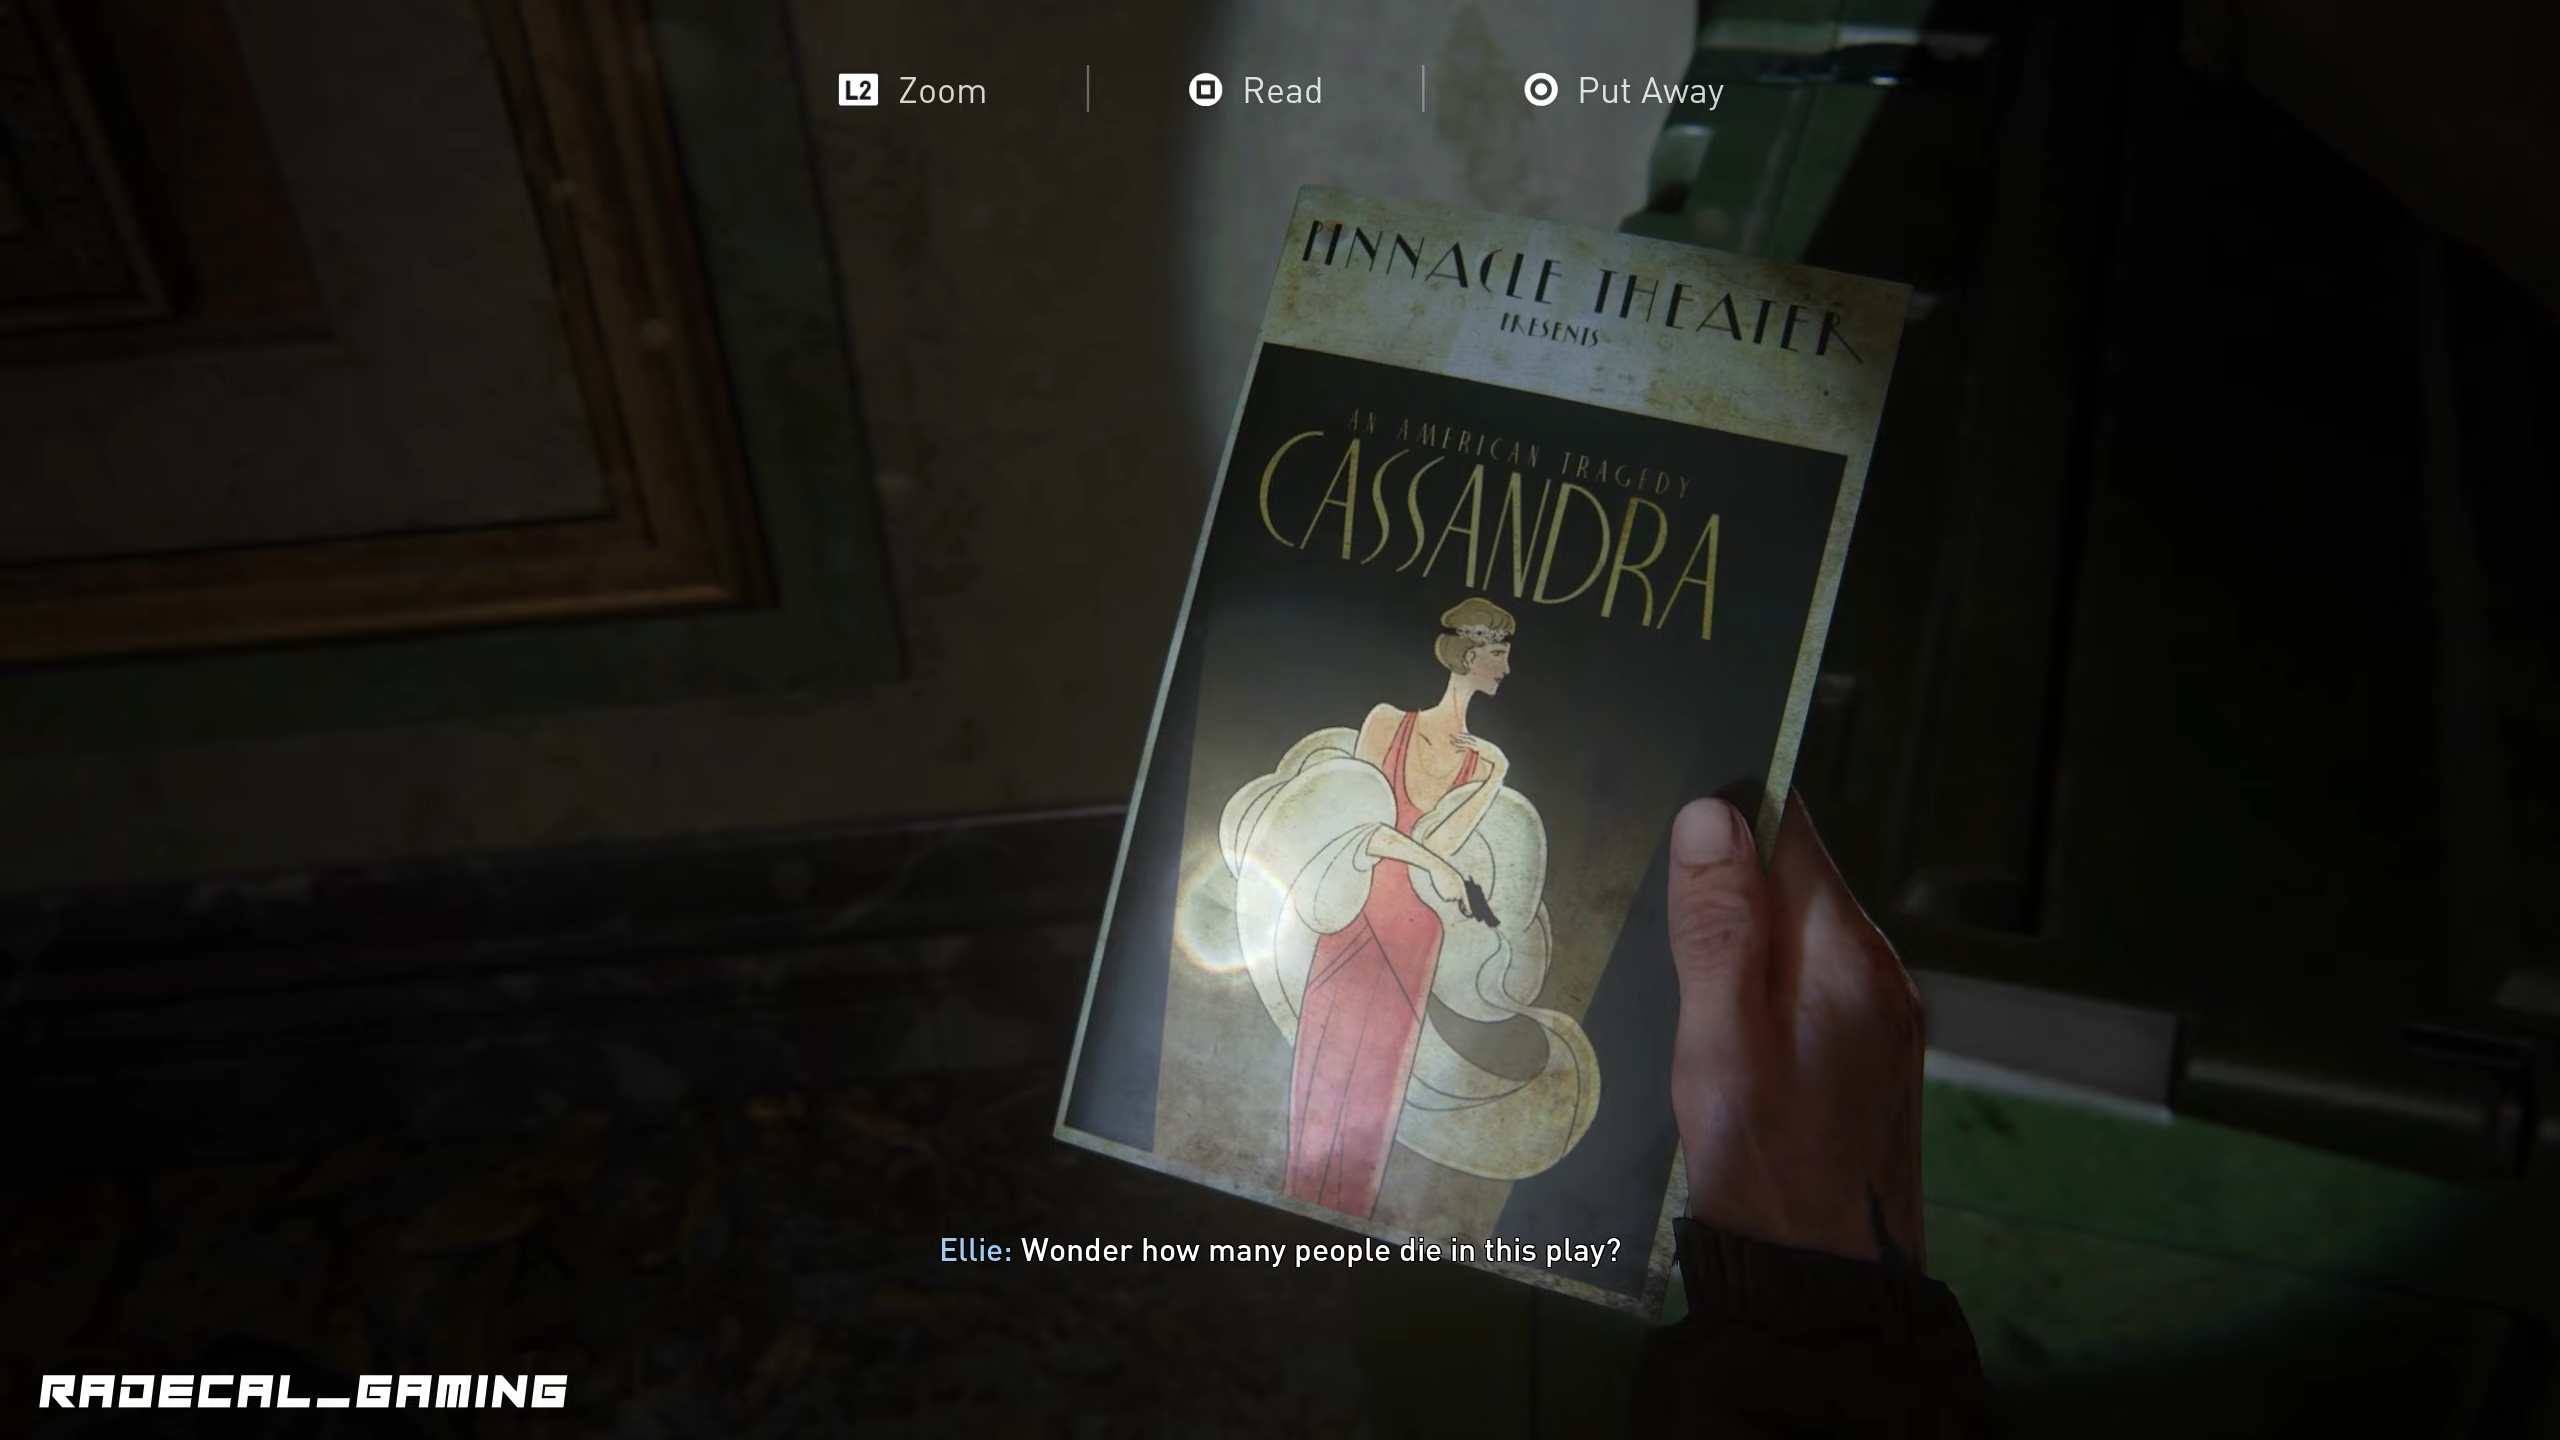 L2 Zoom
Read
Put Away
PINNACLE THEATER
PRESENTS
AN AMERICAN TRAGEDY
CASSANDRA
Ellie: Wonder how many people die in this play?
RADECAL_GAMING